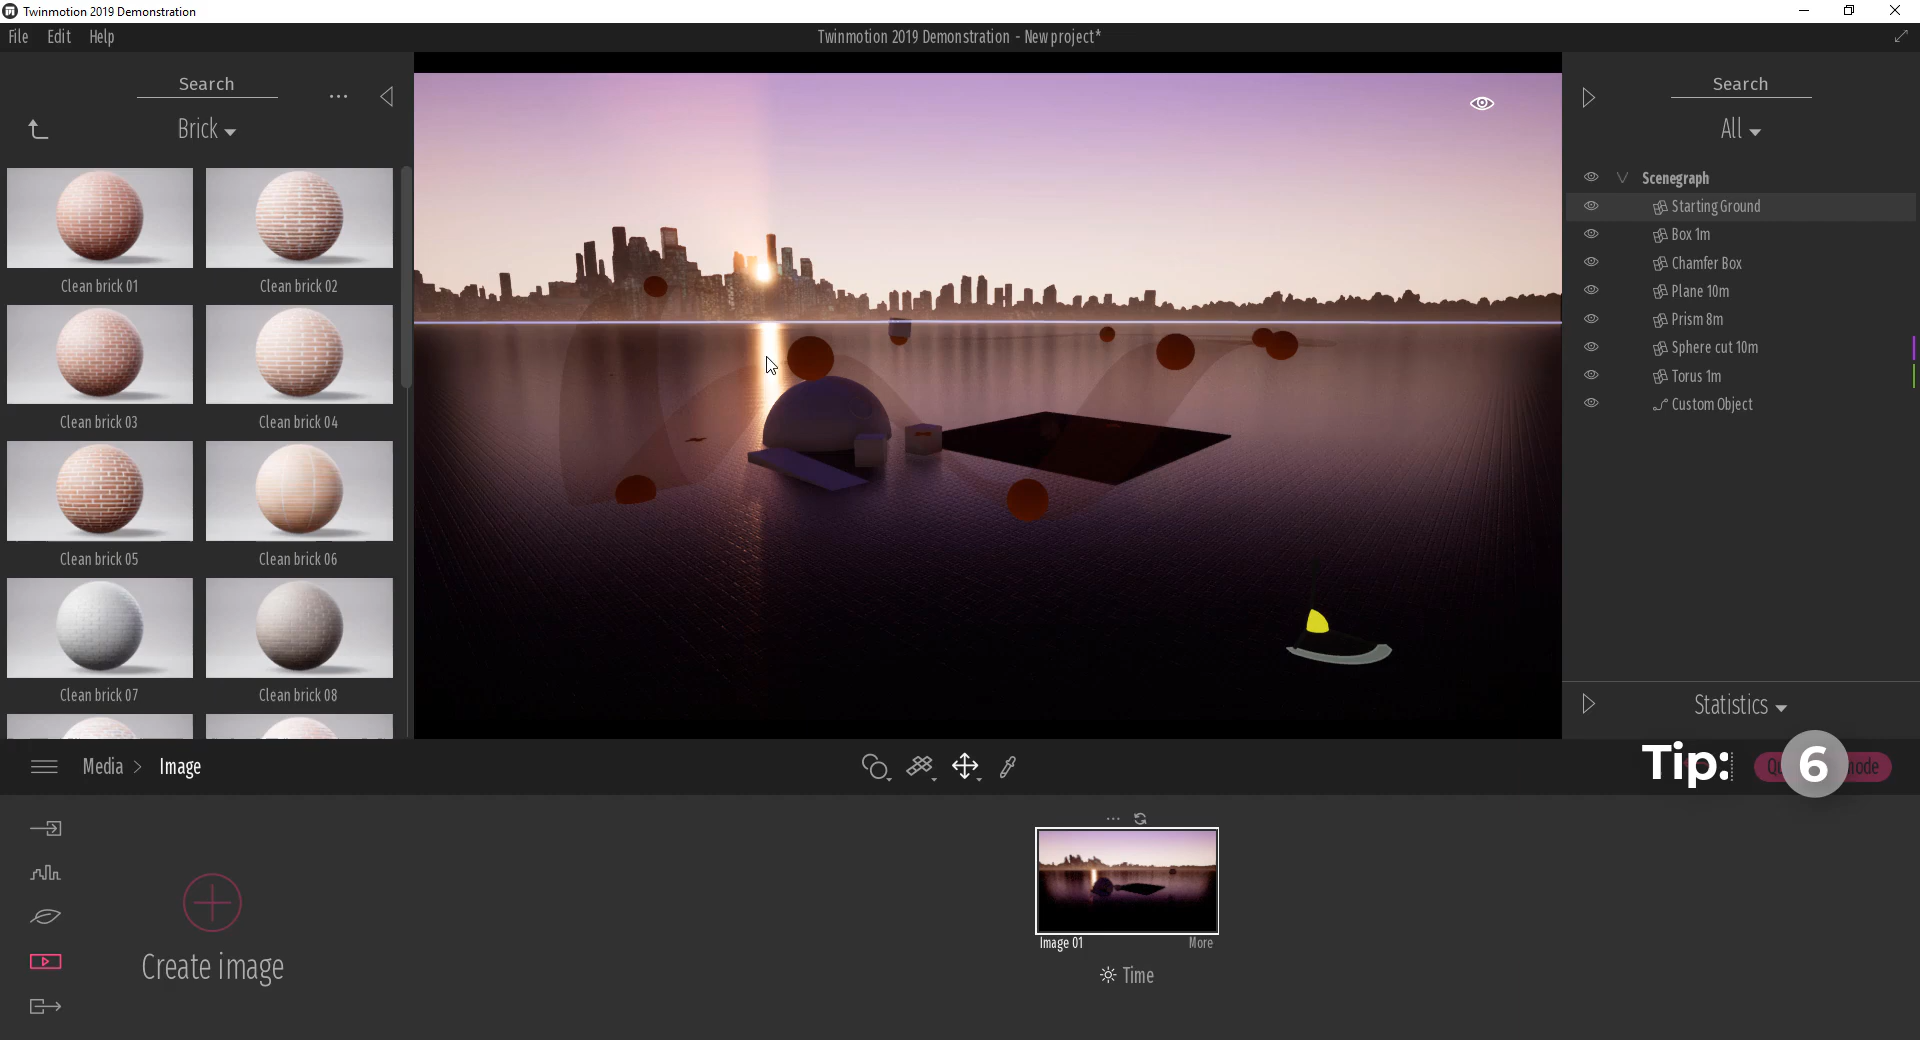 Twinmotion 2019 Demonstration
File Edit Help
Twinmotion 2019 Demonstration - New project*
Search
...
Brick
Clean brick 01
Clean brick 02
Clean brick 03
Clean brick 04
Clean brick 05
Clean brick 06
Clean brick 07
Clean brick 08
Search
All
Scenegraph
Starting Ground
Box 1m
Chamfer Box
Plane 10m
Prism 8m
Sphere cut 10m
Torus 1m
Custom Object
Statistics
Media > Image
Tip: 6
Create image
...
Image 01
More
Time